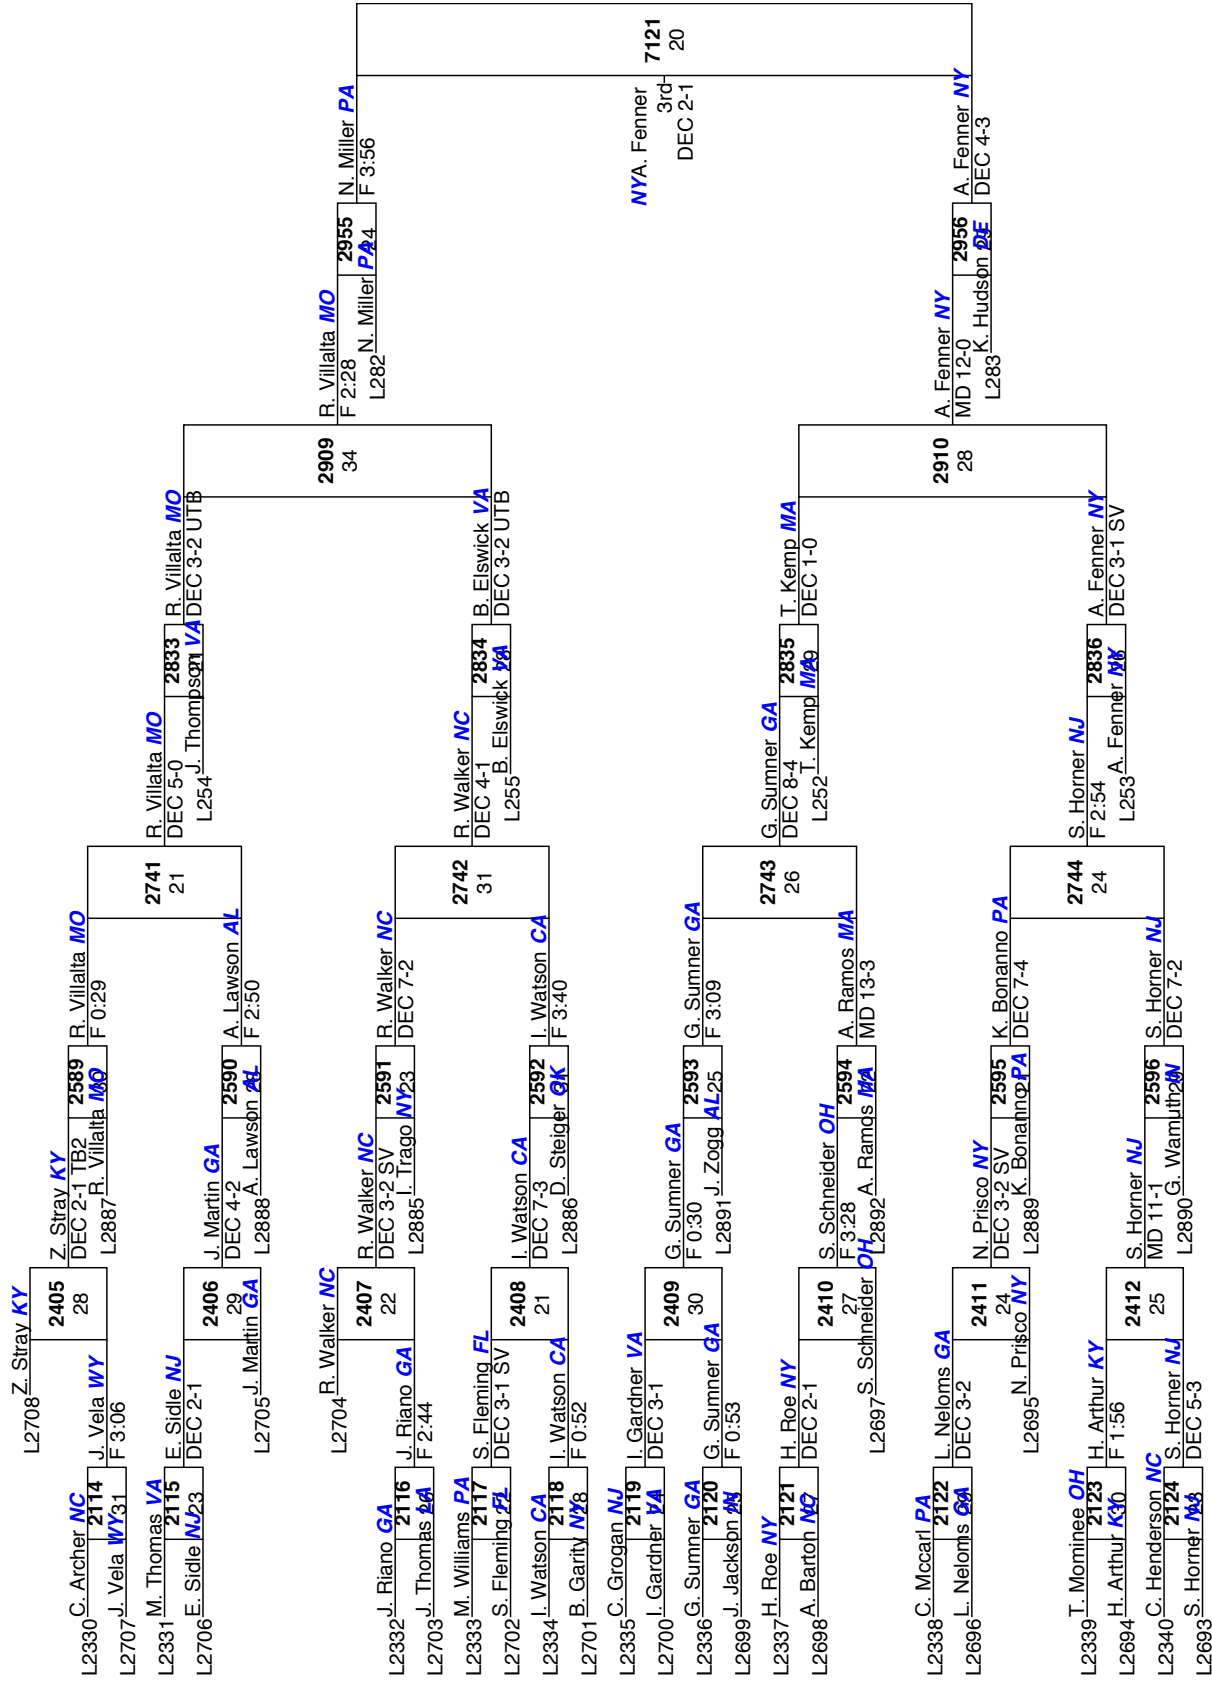 L2330 C. Archer NC
2114
L2707 J. Vela WY 31
L2331 M. Thomas VA
2115
L2706 E. Sidle NJ 23
L2332 J. Riano GA
2116
L2703 J. Thomas
L2333 M. Williams PA
2117
L2702 S. Fleming FL 22
L2334 I. Watson CA
2118
L2701 B. Garity NY 28
L2335 C. Grogan NJ
2119
L2700 I. Gardner VA
L2336 G. Sumner GA
2120
L2699 J. Jackson IN
L2337 H. Roe NY
2121
L2698 A. Barton NC
L2338 C. Mccarl PA
2122
L2696 L. Neloms GA
L2339 T. Mominee OH
2123
L2694 H. Arthur KY 30
L2340 C. Henderson NC
2124
L2693 S. Horner NJ
L2708 Z. Stray KY
2405
28
J. Vela WY
F 3:06
E. Sidle NJ
DEC 2-1
2406
29
L2705 J. Martin GA
L2704 R. Walker NC
2407
22
J. Riano GA
F 2:44
S. Fleming FL
DEC 3-1 SV
2408
21
I. Watson CA
F 0:52
I. Gardner VA
DEC 3-1
2409
30
G. Sumner GA
F 0:53
H. Roe NY
DEC 2-1
2410
27
L2697 S. Schneider OH
L. Neloms GA
DEC 3-2
2411
24
L2695 N. Prisco NY
H. Arthur KY
F 1:56
2412
25
S. Horner NJ
DEC 5-3
Z. Stray KY
DEC 2-1 TB2
2589
L2887 R. Villalta MO
J. Martin GA
DEC 4-2
2590
L2888 A. Lawson AL
R. Walker NC
DEC 3-2 SV
2591
L2885 I. Trago NY 23
I. Watson CA
DEC 7-3
2592
L2886 D. Steiger OK
G. Sumner GA
F 0:30
2593
L2891 J. Zogg AL 25
S. Schneider OH
F 3:28
2594
L2892 A. Ramos MA
N. Prisco NY
DEC 3-2 SV
2595
L2889 K. Bonanno PA
S. Horner NJ
MD 11-1
2596
L2890 G. Wamuth IN
R. Villalta MO
F 0:29
2741
21
A. Lawson AL
F 2:50
R. Walker NC
DEC 7-2
2742
31
I. Watson CA
F 3:40
G. Sumner GA
F 3:09
2743
26
A. Ramos MA
MD 13-3
K. Bonanno PA
DEC 7-4
2744
24
S. Horner NJ
DEC 7-2
R. Villalta MO
DEC 5-0
2833
L254 J. Thompson VA 21
R. Walker NC
DEC 4-1
2834
L255 B. Elswick VA
G. Sumner GA
DEC 8-4
2835
L252 T. Kemp MA
S. Horner NJ
F 2:54
2836
L253 A. Fenner NY
R. Villalta MO
DEC 3-2 UTB
2909
34
B. Elswick VA
DEC 3-2 UTB
T. Kemp MA
DEC 1-0
2910
28
A. Fenner NY
DEC 3-1 SV
R. Villalta MO
F 2:28
2955
L282 N. Miller PA 24
A. Fenner NY
MD 12-0
2956
L283 K. Hudson DE
N. Miller PA
F 3:56
7121
20
A. Fenner NY
DEC 4-3
NY A. Fenner
3rd
DEC 2-1